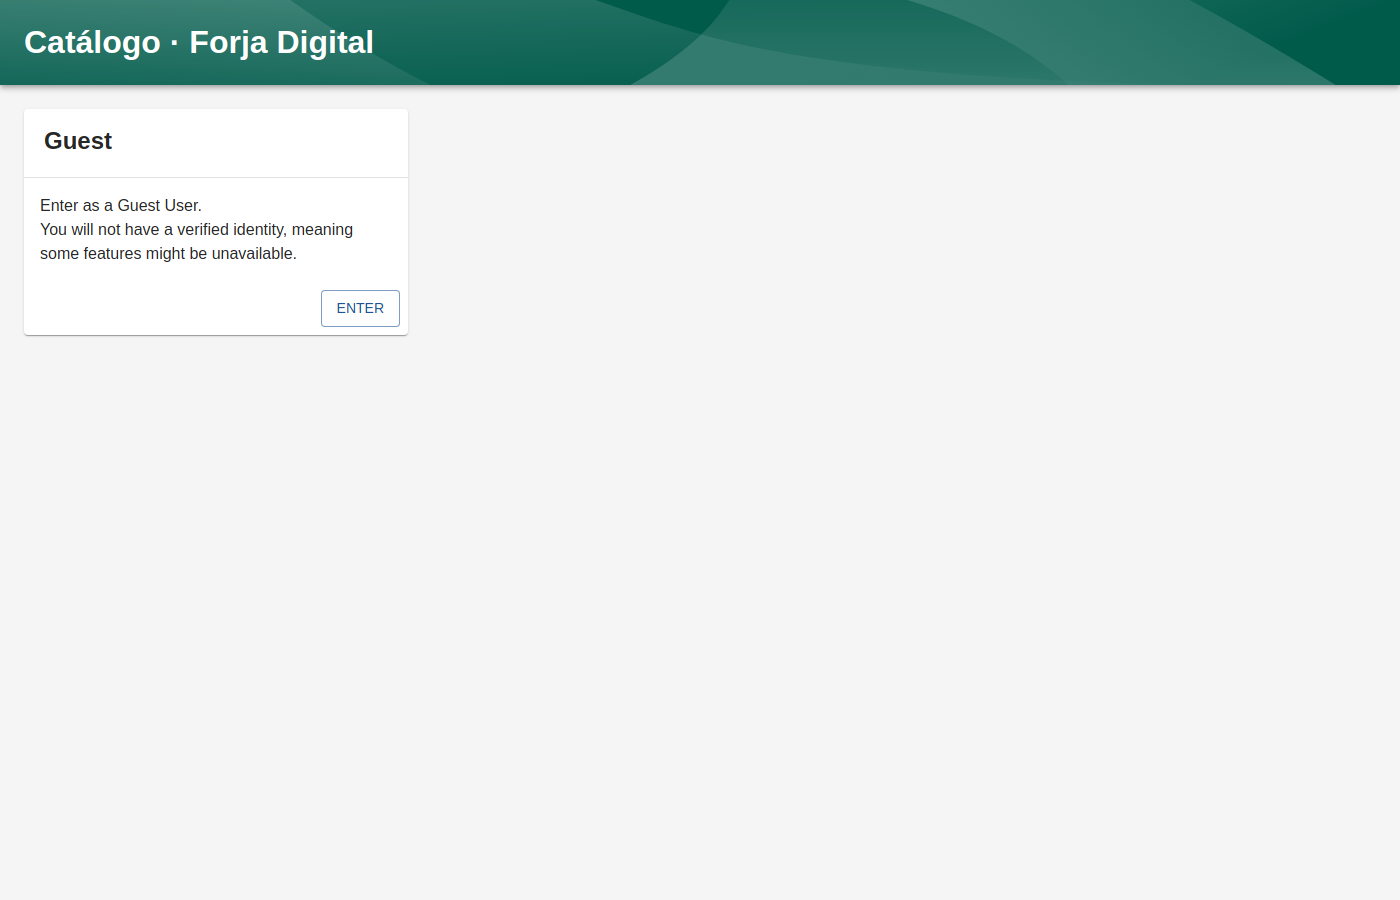 Catálogo · Forja Digital
Guest
Enter as a Guest User.
You will not have a verified identity, meaning
some features might be unavailable.
ENTER